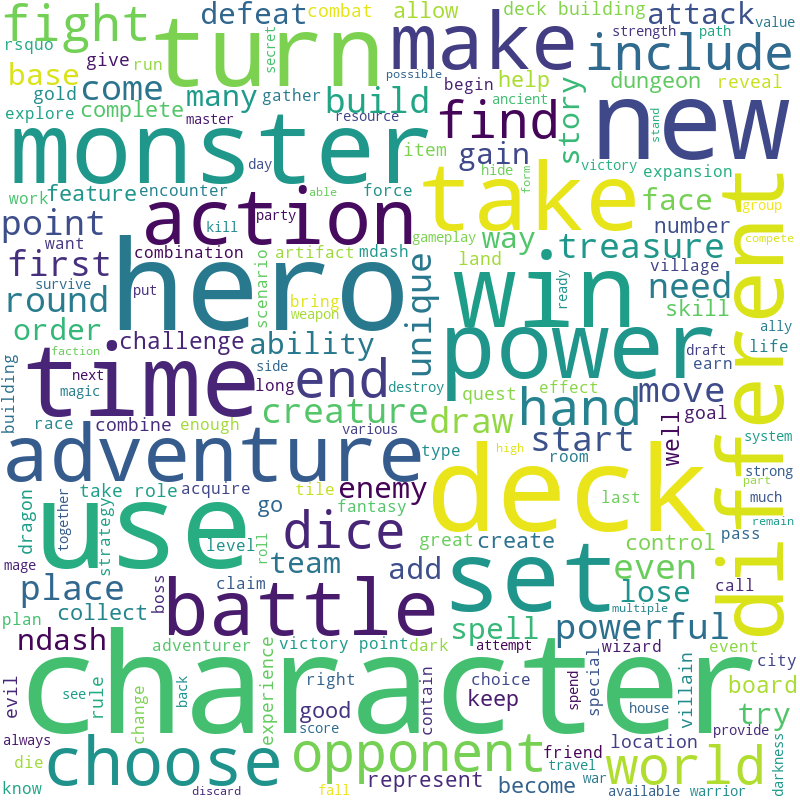 defeat combat allow deck building attack value
fight turn make include strength path
rsquo secret
base come give run possible begin help dungeon reveal
gold many gather build find story ancient
explore complete master resource item gain stand new
monster day victory expansion
work feature encounter able force hide form take face group
point want action party kill gameplay way treasure number compete
first combination artifact mdash land village
survive put hero scenario bring weapon unique win ready need skill
round order challenge ability power different
faction time side end destroy draft ally life
building next magic long quest effect move earn
race combine enough creature draw hand goal
adventure various type start well system
dragon take role acquire tile enemy high room strong
strategy together use go fantasy deck last much part
level dice great create control pass remain
mage roll team add even
place boss claim set lose call
plan collect battle multiple
ndash adventurer victory point dark spell powerful
evil rule character attempt wizard event city
see change back experience right contain choice special villain board
always good score keep spend house try provide
die choose opponent friend location world darkness
know discard fall represent become travel war available warrior